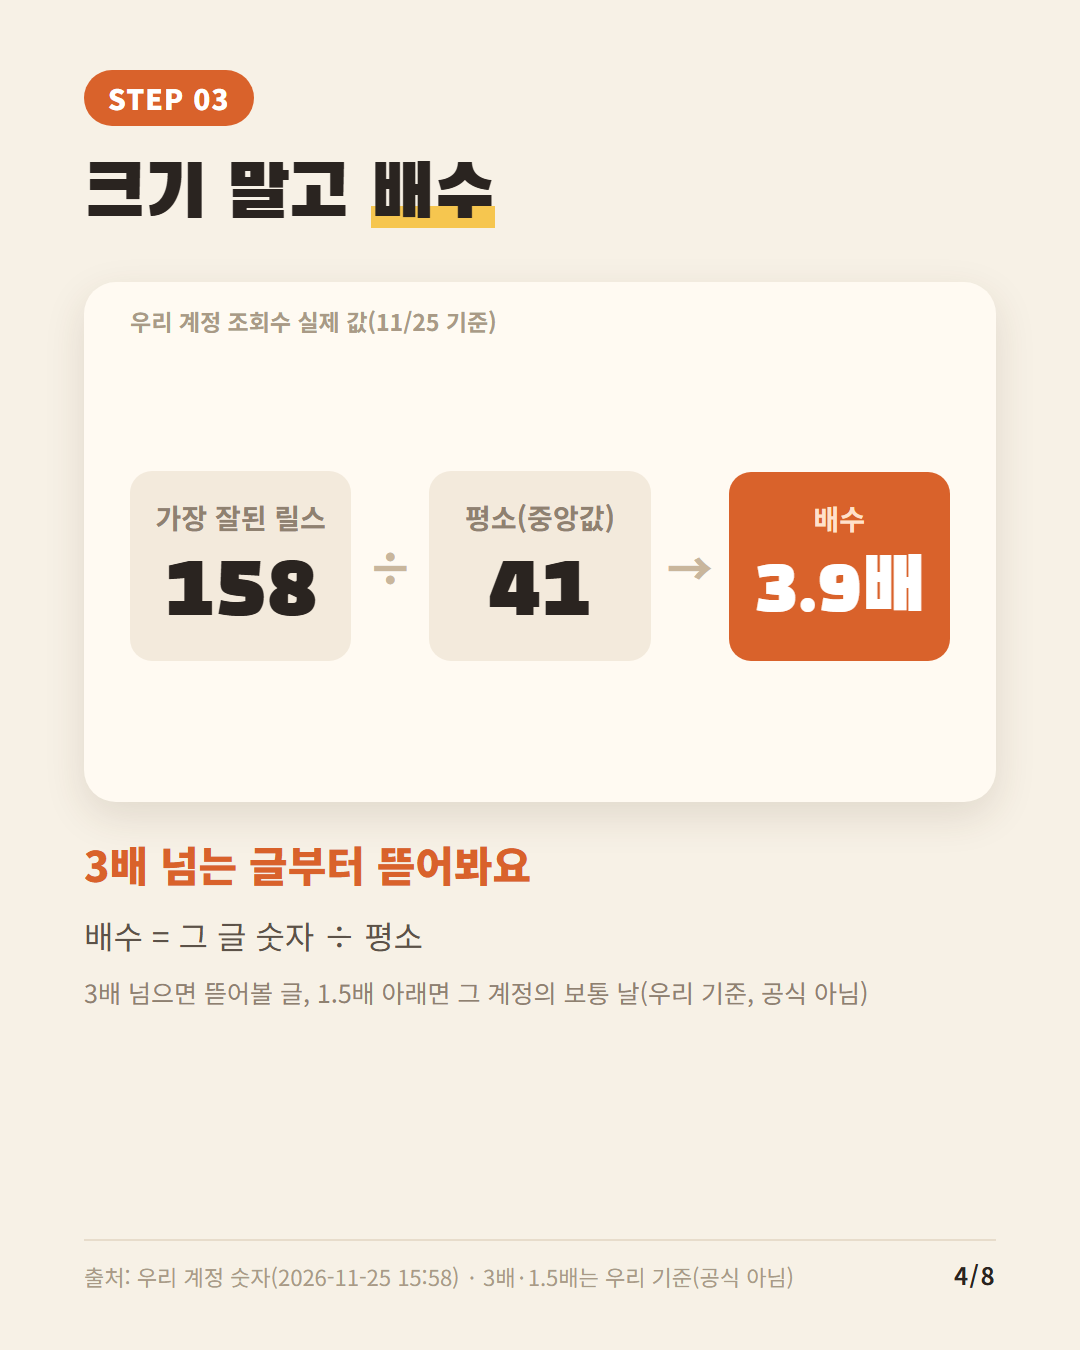 STEP 03
크기 말고 배수
우리 계정 조회수 실제 값(11/25 기준)
가장 잘된 릴스
158
÷
평소(중앙값)
41
→
배수
3.9배
3배 넘는 글부터 뜯어봐요
배수 = 그 글 숫자 ÷ 평소
3배 넘으면 뜯어볼 글, 1.5배 아래면 그 계정의 보통 날(우리 기준, 공식 아님)
출처: 우리 계정 숫자(2026-11-25 15:58) · 3배·1.5배는 우리 기준(공식 아님)
4/8